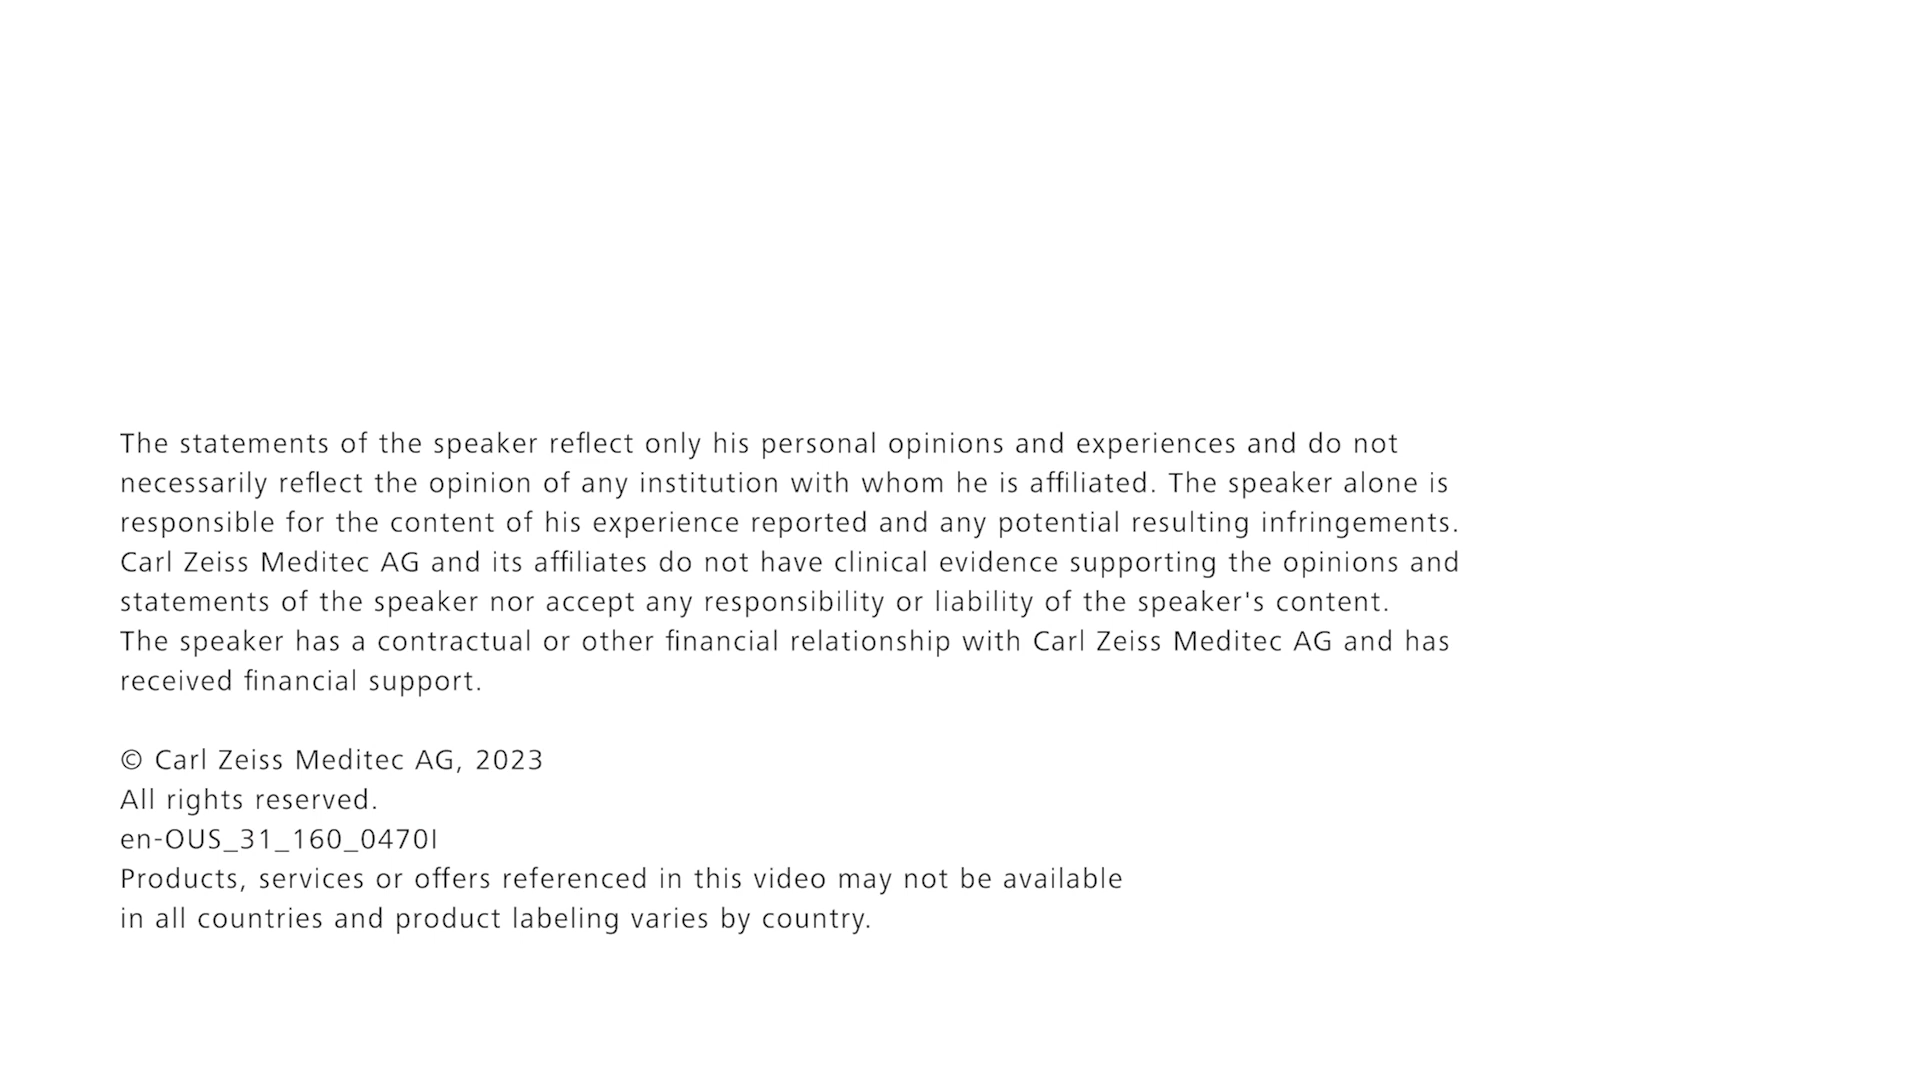 The statements of the speaker reflect only his personal opinions and experiences and do not
necessarily reflect the opinion of any institution with whom he is affiliated. The speaker alone is
responsible for the content of his experience reported and any potential resulting infringements.
Carl Zeiss Meditec AG and its affiliates do not have clinical evidence supporting the opinions and
statements of the speaker nor accept any responsibility or liability of the speaker's content.
The speaker has a contractual or other financial relationship with Carl Zeiss Meditec AG and has
received financial support.
© Carl Zeiss Meditec AG, 2023
All rights reserved.
en-OUS_31_160_0470I
Products, services or offers referenced in this video may not be available
in all countries and product labeling varies by country.